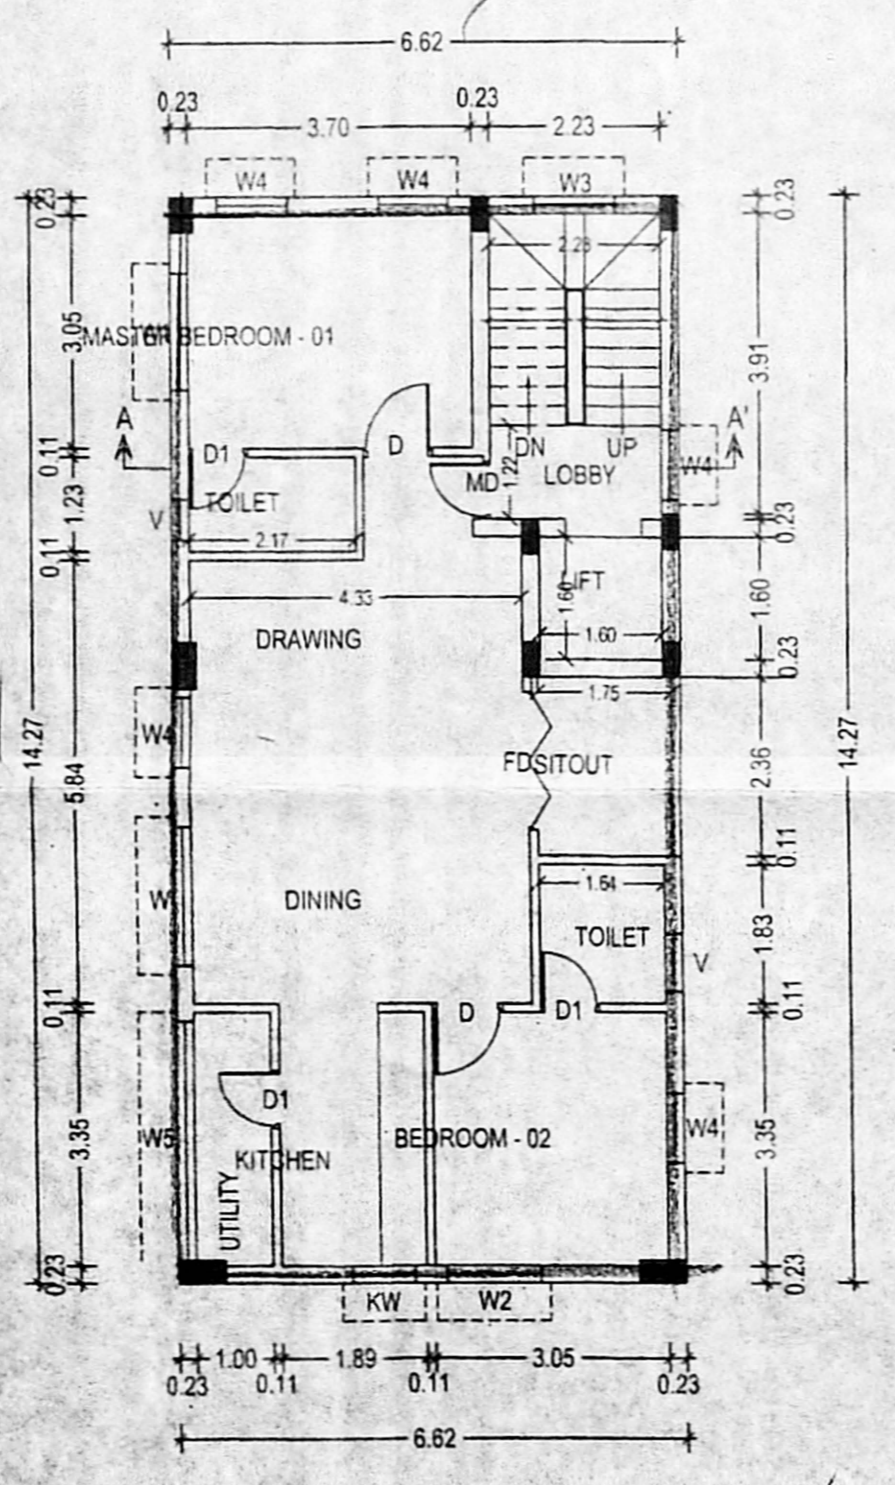 6.62
0.23 0.23
3.70 2.23
W4 W4 W3
0.23 0.23
2.28
3.05 MASTER BEDROOM - 01
3.91
A A'
0.11 D1 D DN UP
MD 1.22 LOBBY W4
1.23 V TOILET
0.23
0.11 2.17
LIFT
4.33 1.60 1.60
DRAWING 1.60
0.23
1.75
W4
14.27 5.84 FD SITOUT 2.36 14.27
0.11
1.64
W DINING
TOILET 1.83
V
0.11 D D1 0.11
D1
W5 BEDROOM - 02 W4
3.35 KITCHEN 3.35
UTILITY
0.23 0.23
KW W2
1.00 1.89 3.05
0.23 0.11 0.11 0.23
6.62